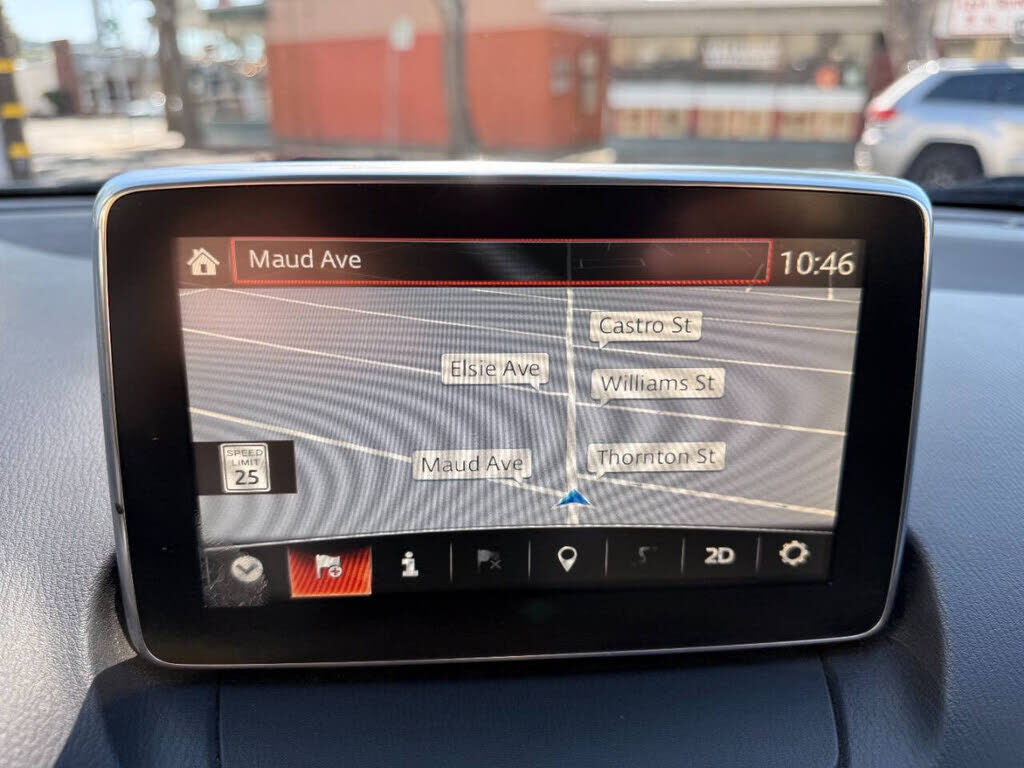 Maud Ave
10:46
Castro St
Elsie Ave
Williams St
Maud Ave
Thornton St
SPEED
LIMIT
25
2D